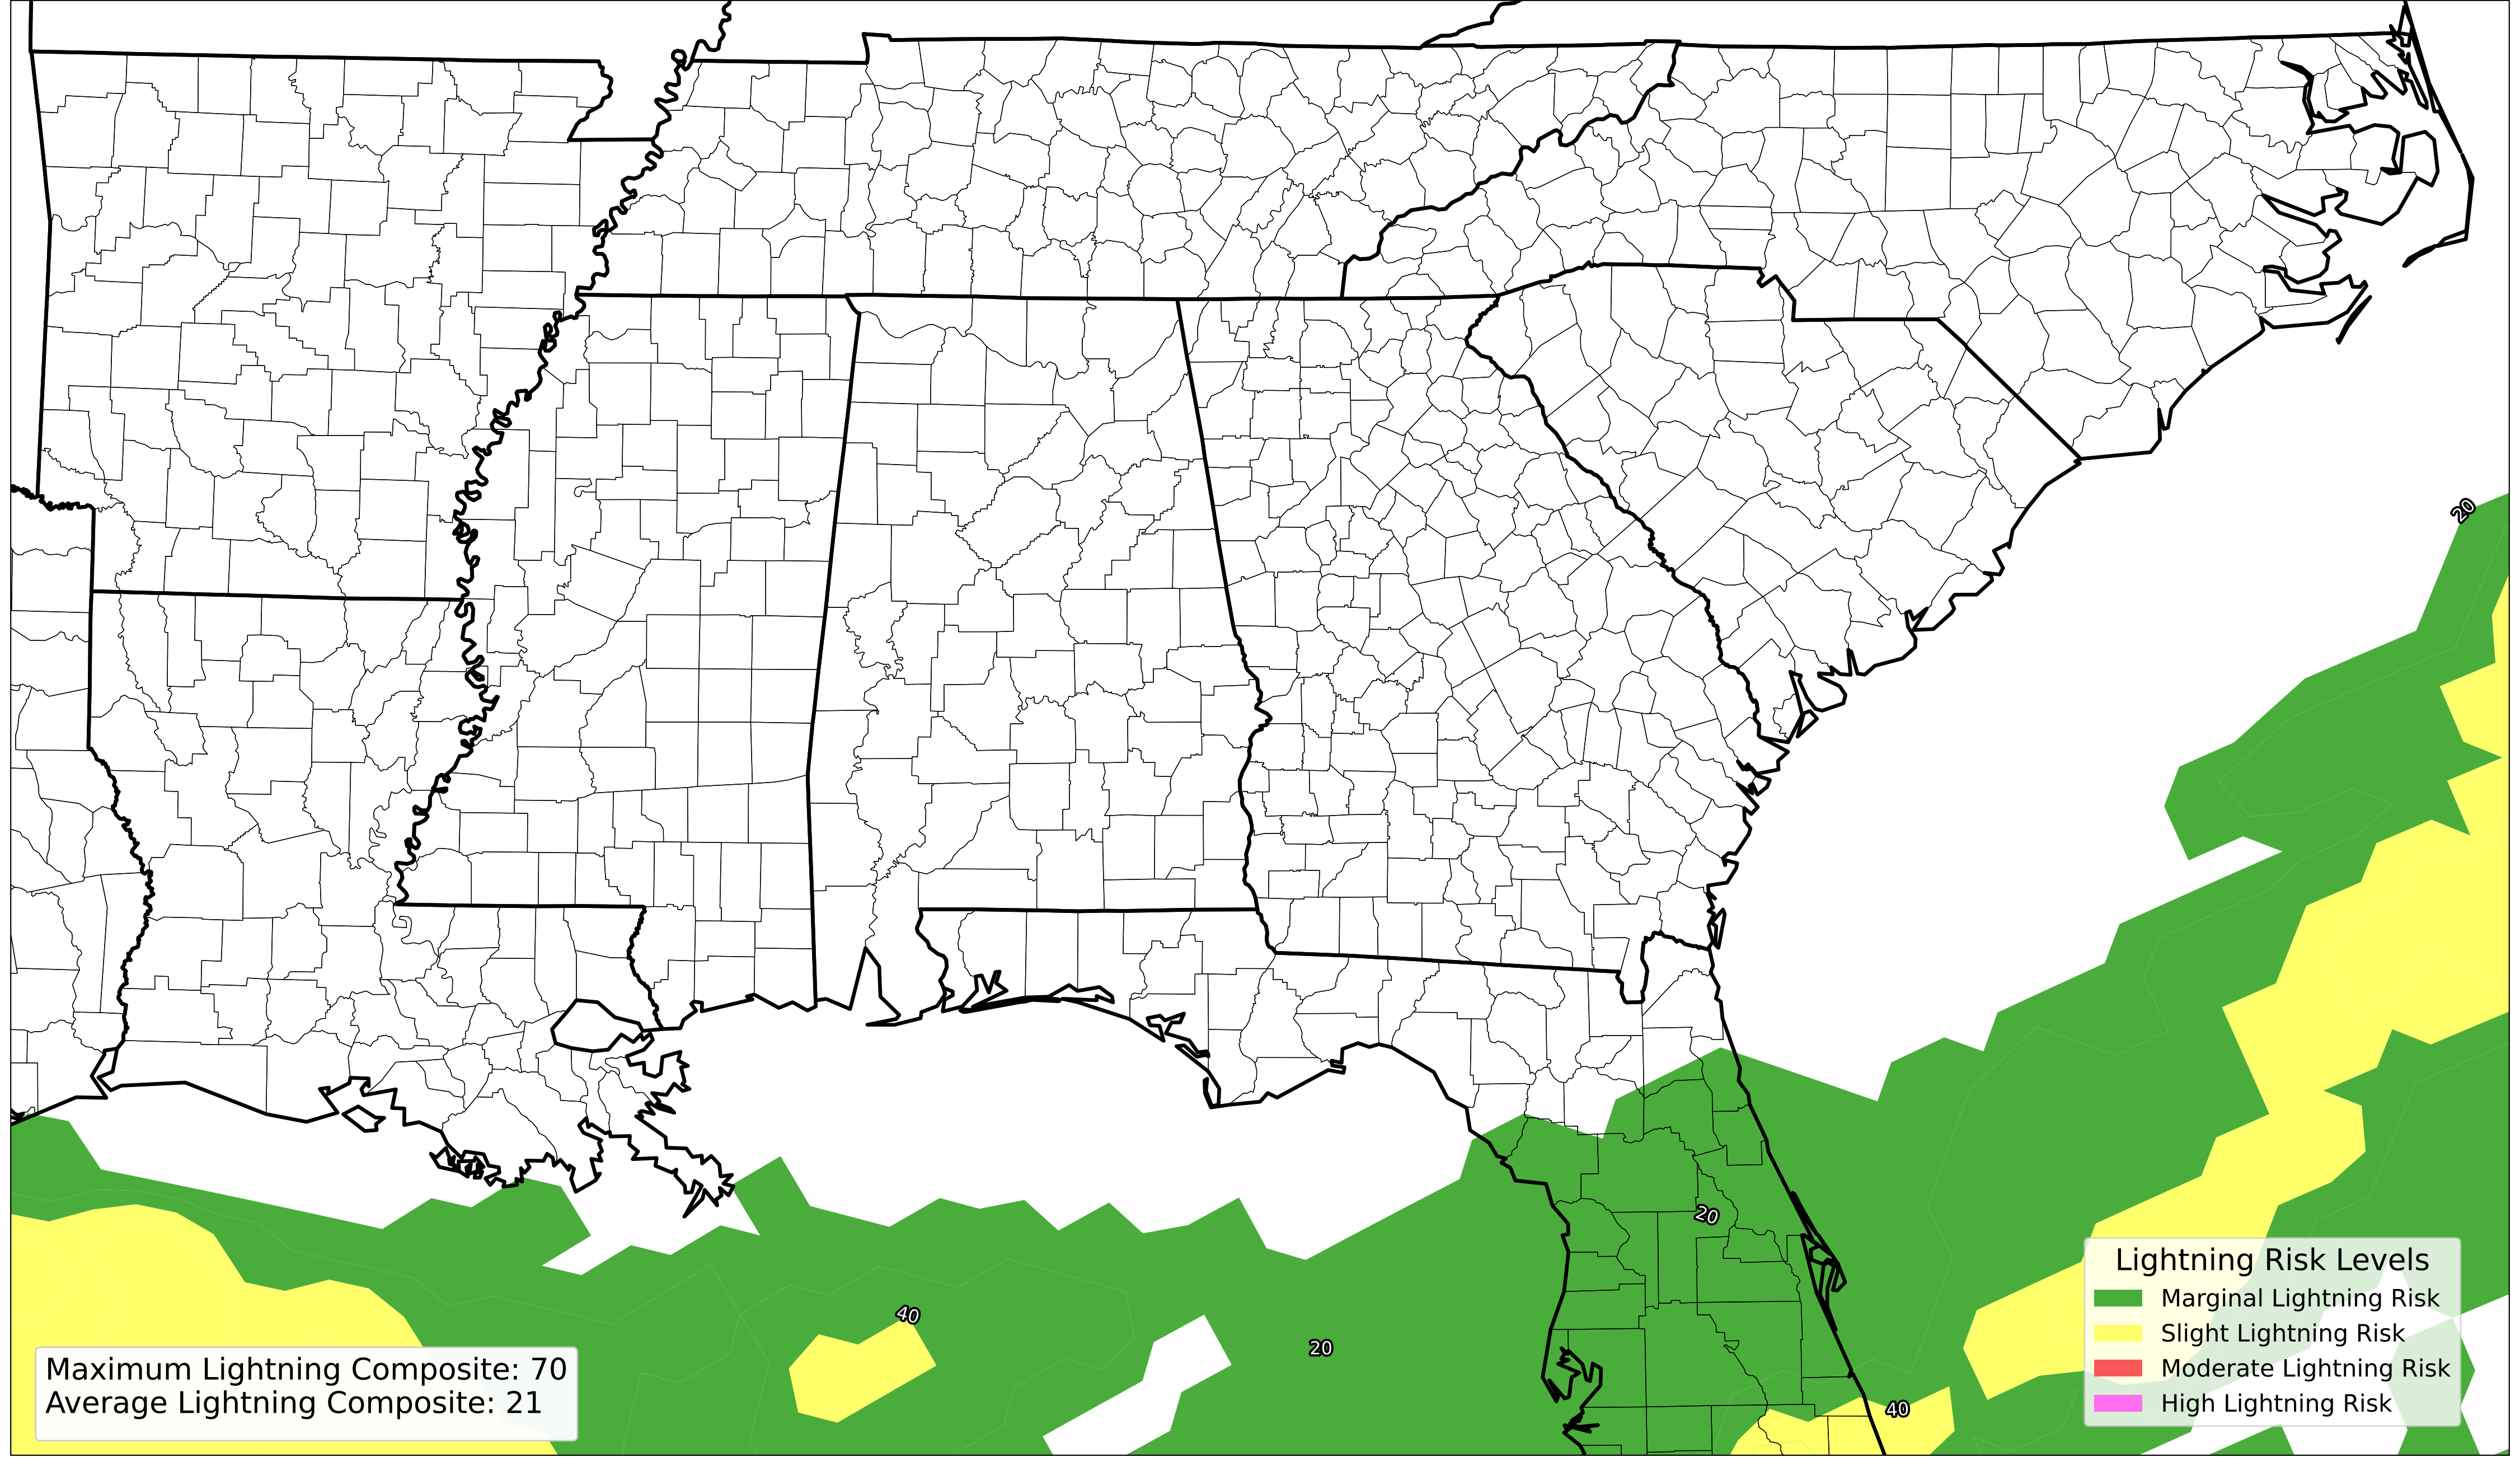 20
20
40
20
40
Maximum Lightning Composite: 70
Average Lightning Composite: 21
Lightning Risk Levels
Marginal Lightning Risk
Slight Lightning Risk
Moderate Lightning Risk
High Lightning Risk